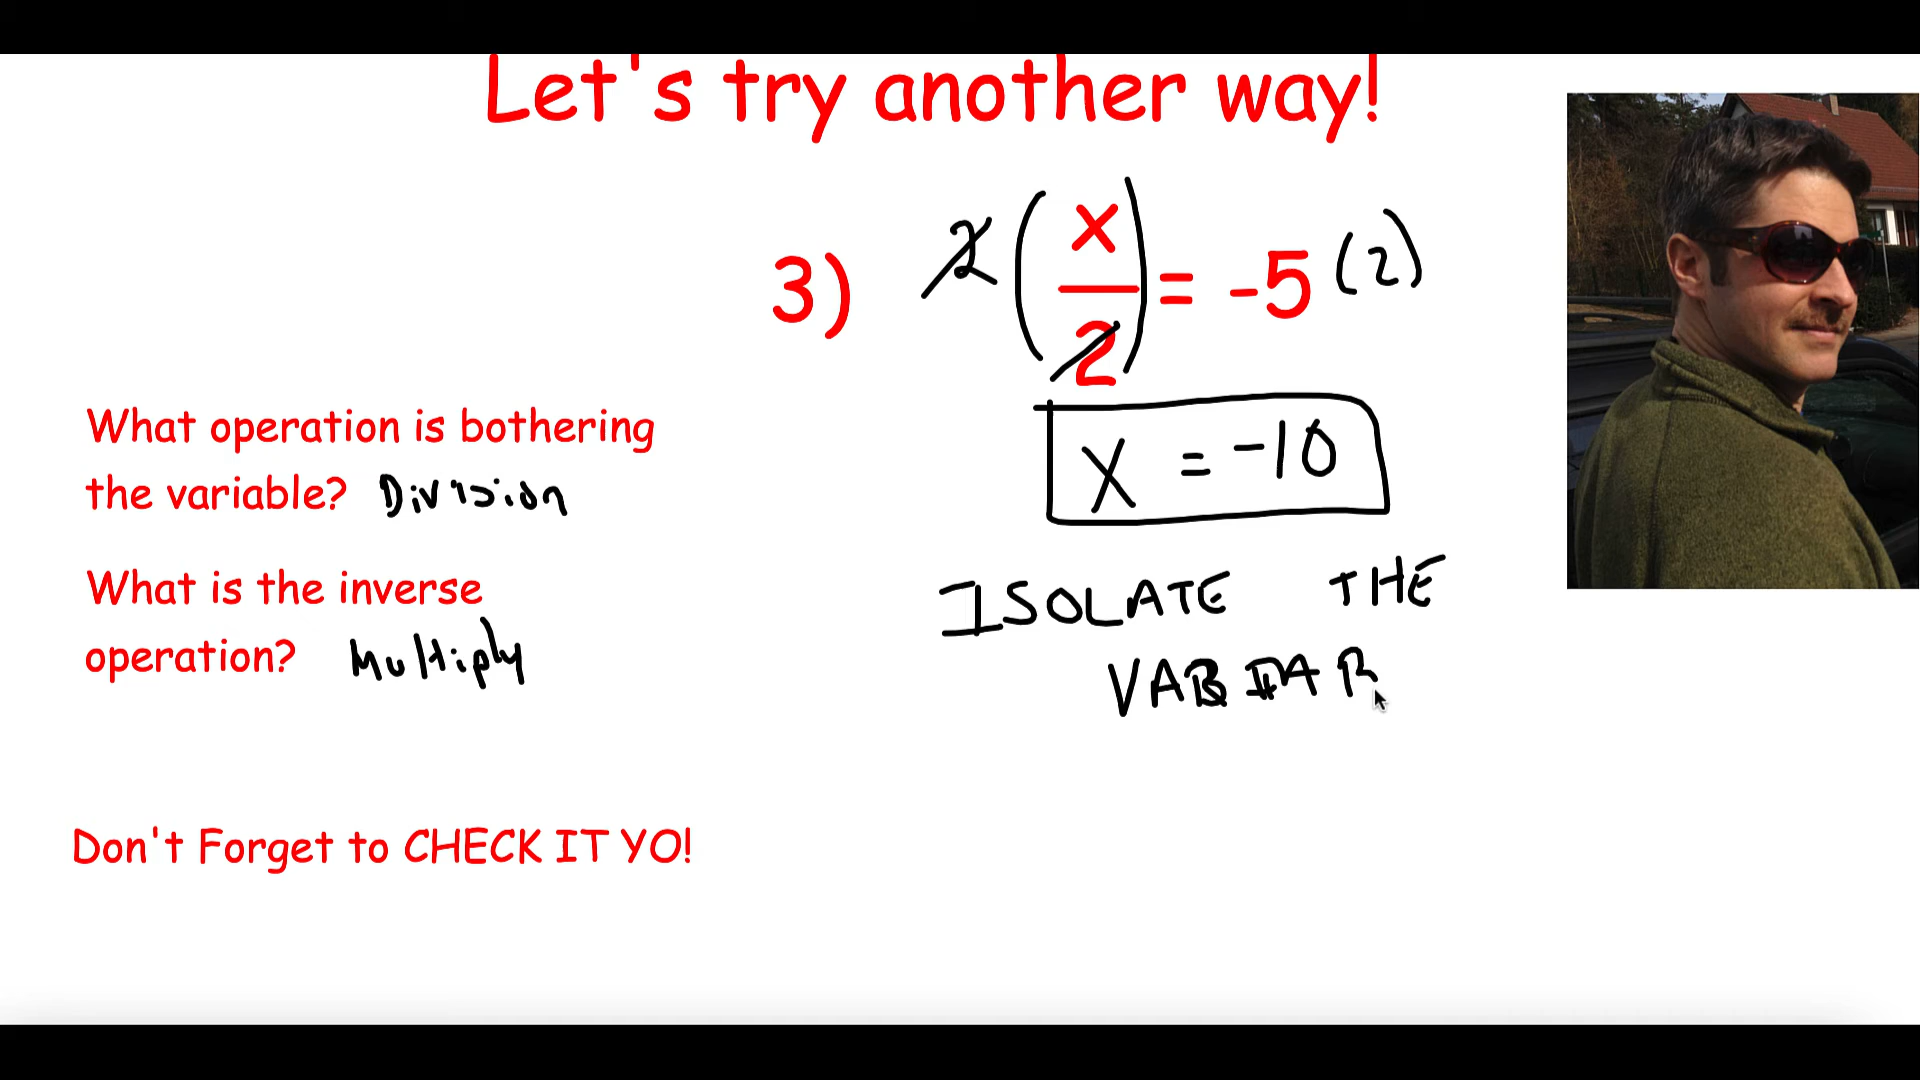 Let's try another way!
3) 2(x/2) = -5 (2)
x = -10
What operation is bothering
the variable? Division
What is the inverse
operation? Multiply
ISOLATE THE
Don't Forget to CHECK IT YO!